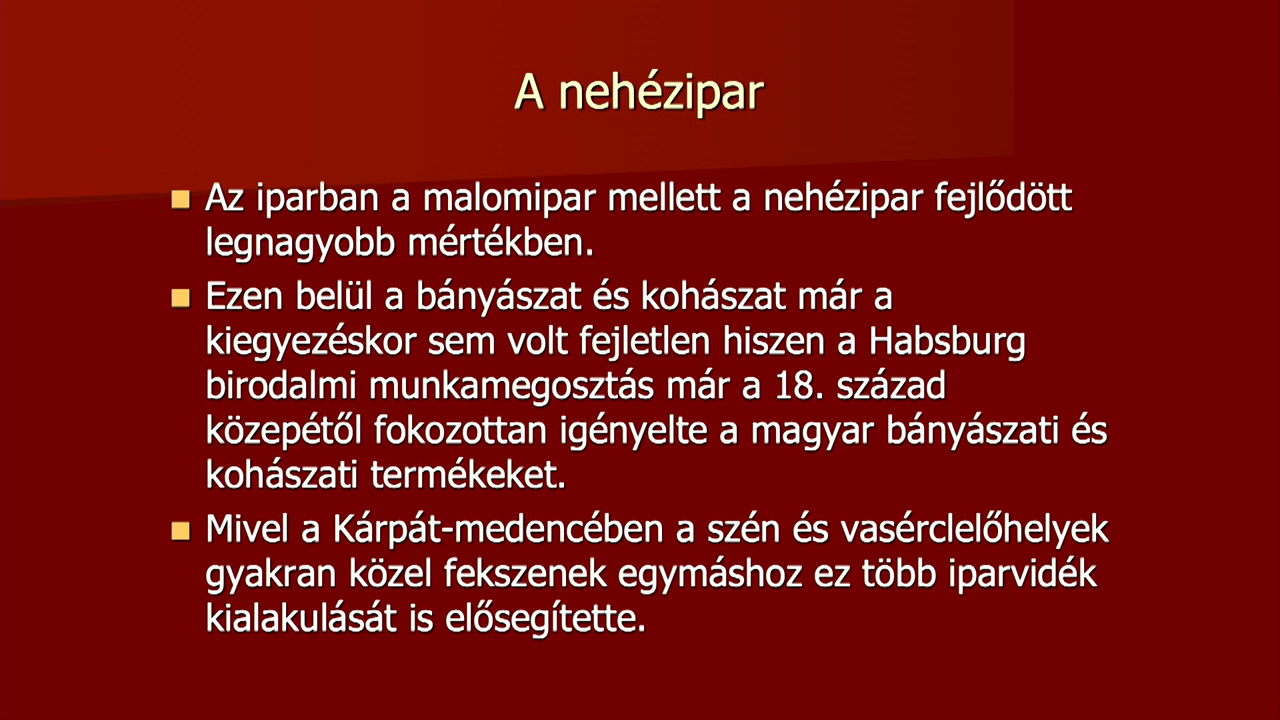 A nehézipar
Az iparban a malomipar mellett a nehézipar fejlődött
legnagyobb mértékben.
Ezen belül a bányászat és kohászat már a
kiegyezéskor sem volt fejletlen hiszen a Habsburg
birodalmi munkamegosztás már a 18. század
közepétől fokozottan igényelte a magyar bányászati és
kohászati termékeket.
Mivel a Kárpát-medencében a szén és vasérclelőhelyek
gyakran közel fekszenek egymáshoz ez több iparvidék
kialakulását is elősegítette.